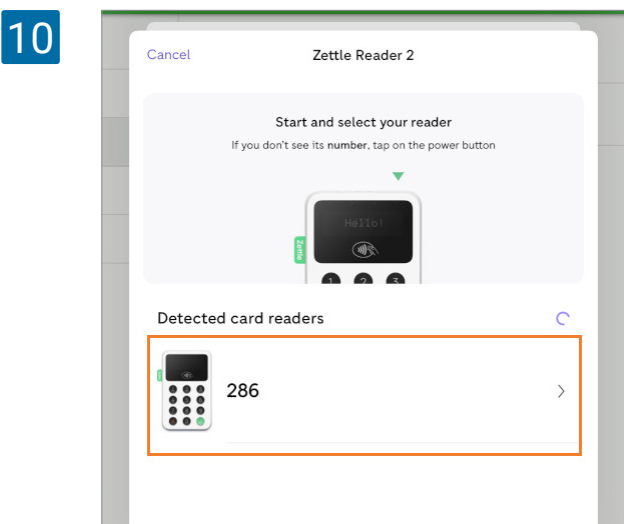 10
Cancel
Zettle Reader 2
Start and select your reader
If you don't see its number, tap on the power button
Hello!
Zettle
1 2 3
Detected card readers
286